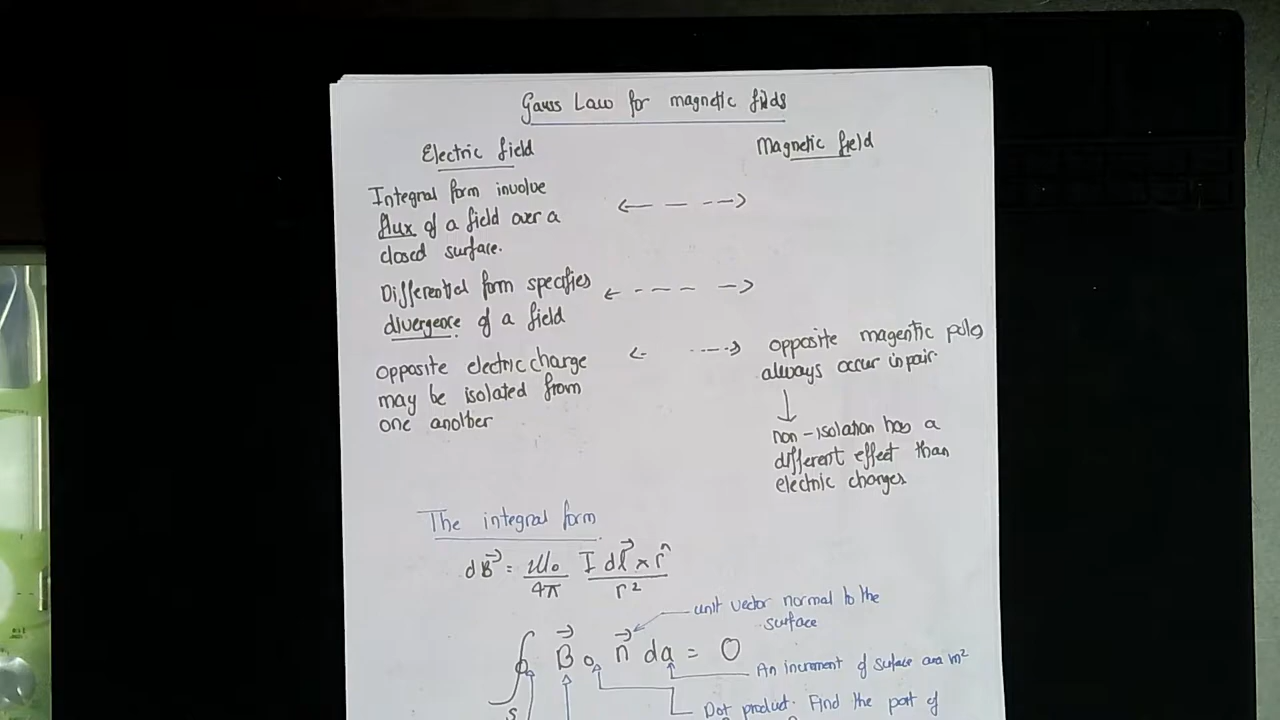 Gauss Law for magnetic fields
Electric field
Magnetic field
Integral form involve
flux of a field over a
closed surface.
Differential form specifies
divergence of a field
opposite electric charge
may be isolated from
one another
opposite magentic poles
always occur in pair.
non-isolation has a
different effect than
electric charges
The integral form
dB⃗ = μ₀/4π I dl⃗ × r̂/r²
unit vector normal to the
surface
∮ B⃗ ∘ n⃗ da = 0
S
An increment of surface area m²
Dot product. Find the part of